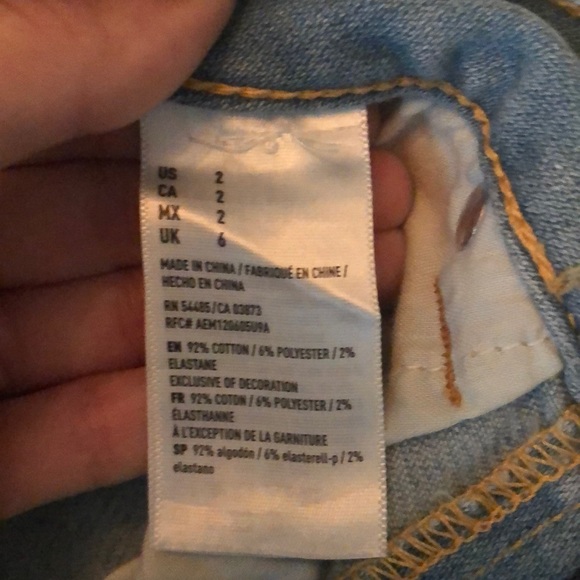 US 2
CA 2
MX 2
UK 6
MADE IN CHINA / FABRIQUÉ EN CHINE /
HECHO EN CHINA
RN 54485/CA 03873
RFC# AEM120605U9A
EN 92% COTTON / 6% POLYESTER / 2%
ELASTANE
EXCLUSIVE OF DECORATION
FR 92% COTON / 6% POLYESTER / 2%
ÉLASTHANNE
À L'EXCEPTION DE LA GARNITURE
SP 92% algodón / 6% elasterell-p / 2%
elastano